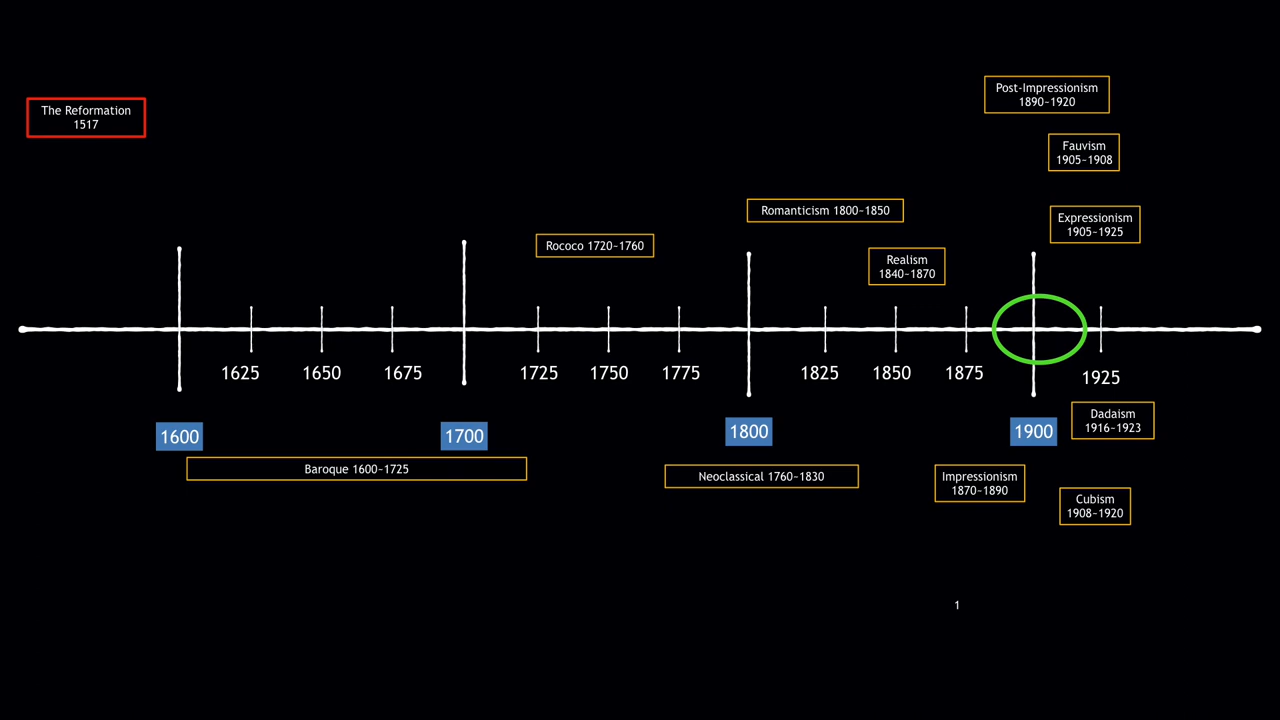 Post-Impressionism
1890-1920
The Reformation
1517
Fauvism
1905-1908
Romanticism 1800-1850
Expressionism
1905-1925
Rococo 1720-1760
Realism
1840-1870
1625
1650
1675
1725
1750
1775
1825
1850
1875
1925
1600
1700
1800
1900
Dadaism
1916-1923
Baroque 1600-1725
Neoclassical 1760-1830
Impressionism
1870-1890
Cubism
1908-1920
1